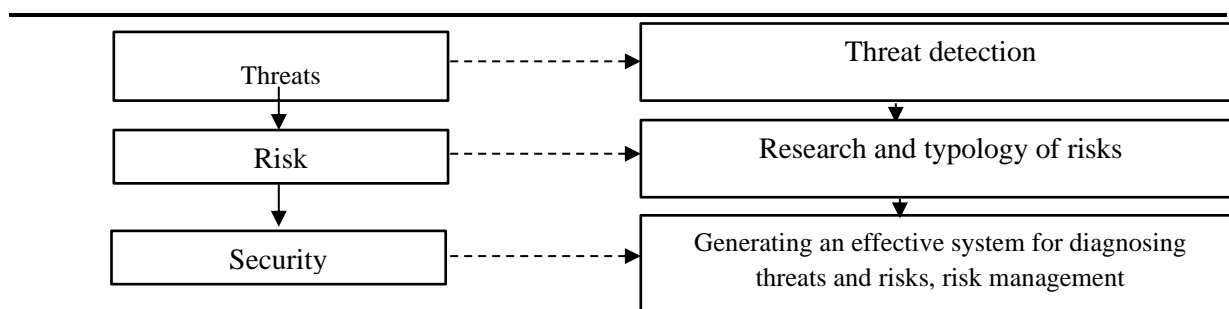 Threats
Threat detection
Risk
Research and typology of risks
Security
Generating an effective system for diagnosing
threats and risks, risk management